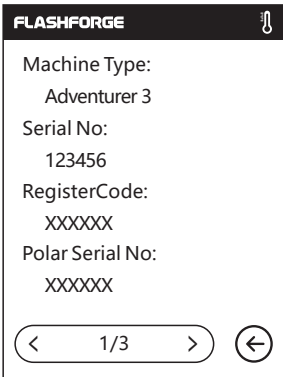 FLASHFORGE
Machine Type:
Adventurer 3
Serial No:
123456
RegisterCode:
XXXXXX
Polar Serial No:
XXXXXX
1/3